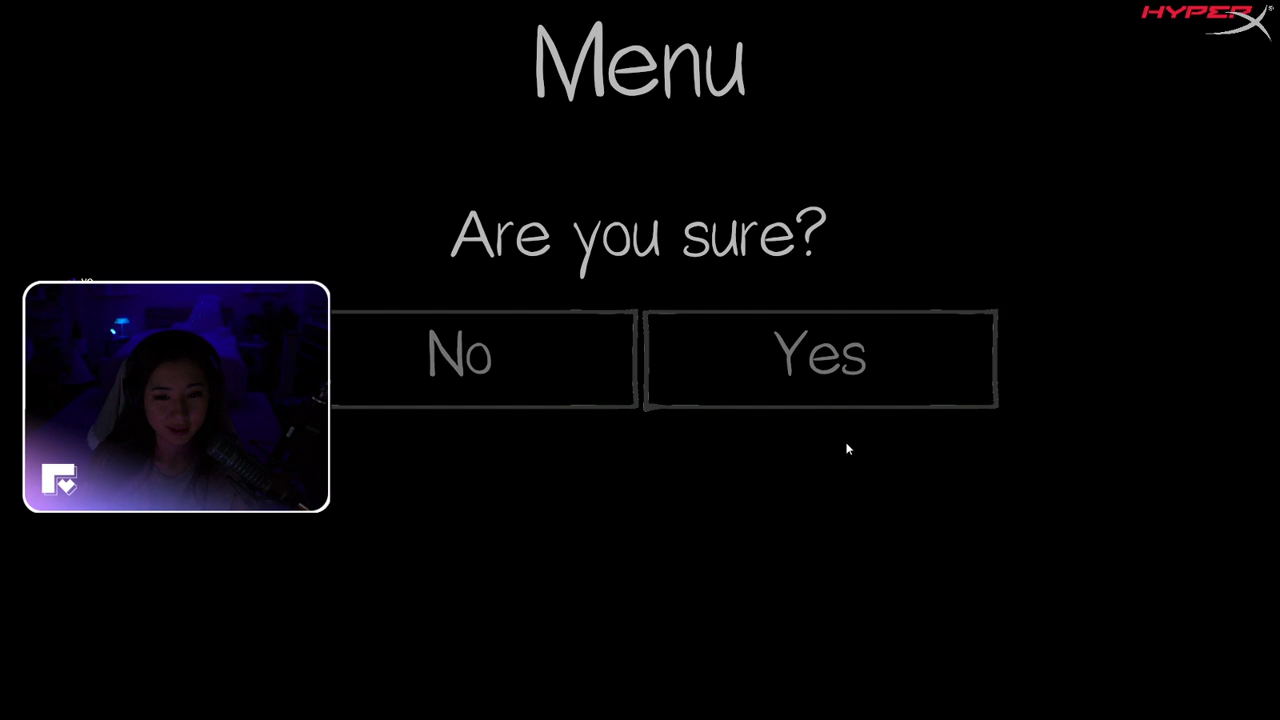 HYPERX
Menu
Are you sure?
No
Yes